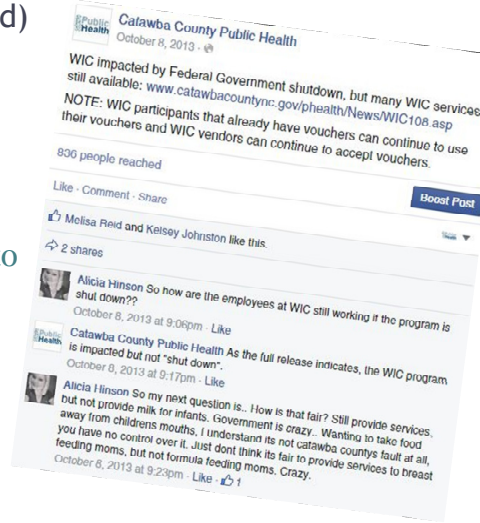 d)
Public Health
Catawba County Public Health
October 8, 2013 ·
WIC impacted by Federal Government shutdown, but many WIC services
still available: www.catawbacountync.gov/phealth/News/WIC108.asp
NOTE: WIC participants that already have vouchers can continue to use
their vouchers and WIC vendors can continue to accept vouchers.
836 people reached
Boost Post
Like · Comment · Share
Melisa Reid and Kelsey Johnston like this.
2 shares
Alicia Hinson So how are the employees at WIC still working if the program is
shut down??
October 8, 2013 at 9:06pm · Like
Catawba County Public Health As the full release indicates, the WIC program
is impacted but not "shut down".
October 8, 2013 at 9:17pm · Like
Alicia Hinson So my next question is.. How is that fair? Still provide services,
but not provide milk for infants. Government is crazy.. Wanting to take food
away from childrens mouths, I understand its not catawba countys fault at all,
you have no control over it. Just dont think its fair to provide services to breast
feeding moms, but not formula feeding moms. Crazy.
October 8, 2013 at 9:23pm · Like · 1